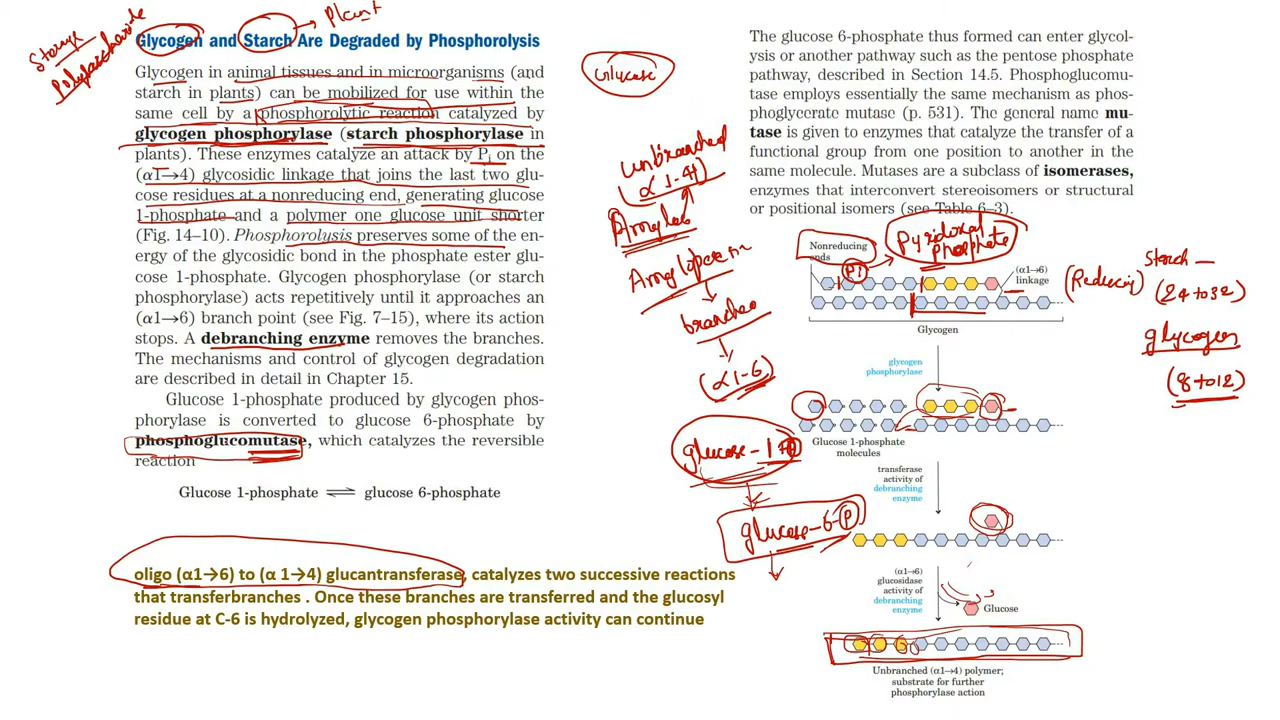 Storage
Polysaccharide
Plant
Glycogen and Starch Are Degraded by Phosphorolysis
Glycogen in animal tissues and in microorganisms (and
starch in plants) can be mobilized for use within the
same cell by a phosphorolytic reaction catalyzed by
glycogen phosphorylase (starch phosphorylase in
plants). These enzymes catalyze an attack by Pi on the
(α1→4) glycosidic linkage that joins the last two glu-
cose residues at a nonreducing end, generating glucose
1-phosphate and a polymer one glucose unit shorter
(Fig. 14–10). Phosphorolysis preserves some of the en-
ergy of the glycosidic bond in the phosphate ester glu-
cose 1-phosphate. Glycogen phosphorylase (or starch
phosphorylase) acts repetitively until it approaches an
(α1→6) branch point (see Fig. 7–15), where its action
stops. A debranching enzyme removes the branches.
The mechanisms and control of glycogen degradation
are described in detail in Chapter 15.
Glucose 1-phosphate produced by glycogen phos-
phorylase is converted to glucose 6-phosphate by
phosphoglucomutase, which catalyzes the reversible
reaction
Glucose 1-phosphate ⇌ glucose 6-phosphate
oligo (α1→6) to (α 1→4) glucantransferase, catalyzes two successive reactions
that transferbranches . Once these branches are transferred and the glucosyl
residue at C-6 is hydrolyzed, glycogen phosphorylase activity can continue
Glycase
unbranched
(α 1-4)
Amylos
Amylopectin
branched
(α 1-6)
glucose-1-P
glucose-6-P
The glucose 6-phosphate thus formed can enter glycol-
ysis or another pathway such as the pentose phosphate
pathway, described in Section 14.5. Phosphoglucomu-
tase employs essentially the same mechanism as phos-
phoglycerate mutase (p. 531). The general name mu-
tase is given to enzymes that catalyze the transfer of a
functional group from one position to another in the
same molecule. Mutases are a subclass of isomerases,
enzymes that interconvert stereoisomers or structural
or positional isomers (see Table 6–3).
Nonreducing
ends
Pi
Pyridoxal
phosphate
(α1→6)
linkage
(Reducing)
Starch —
(24 to 32)
glycogen
(8 to 12)
Glycogen
glycogen
phosphorylase
Glucose 1-phosphate
molecules
transferase
activity of
debranching
enzyme
(α1→6)
glucosidase
activity of
debranching
enzyme
Glucose
Unbranched (α1→4) polymer;
substrate for further
phosphorylase action